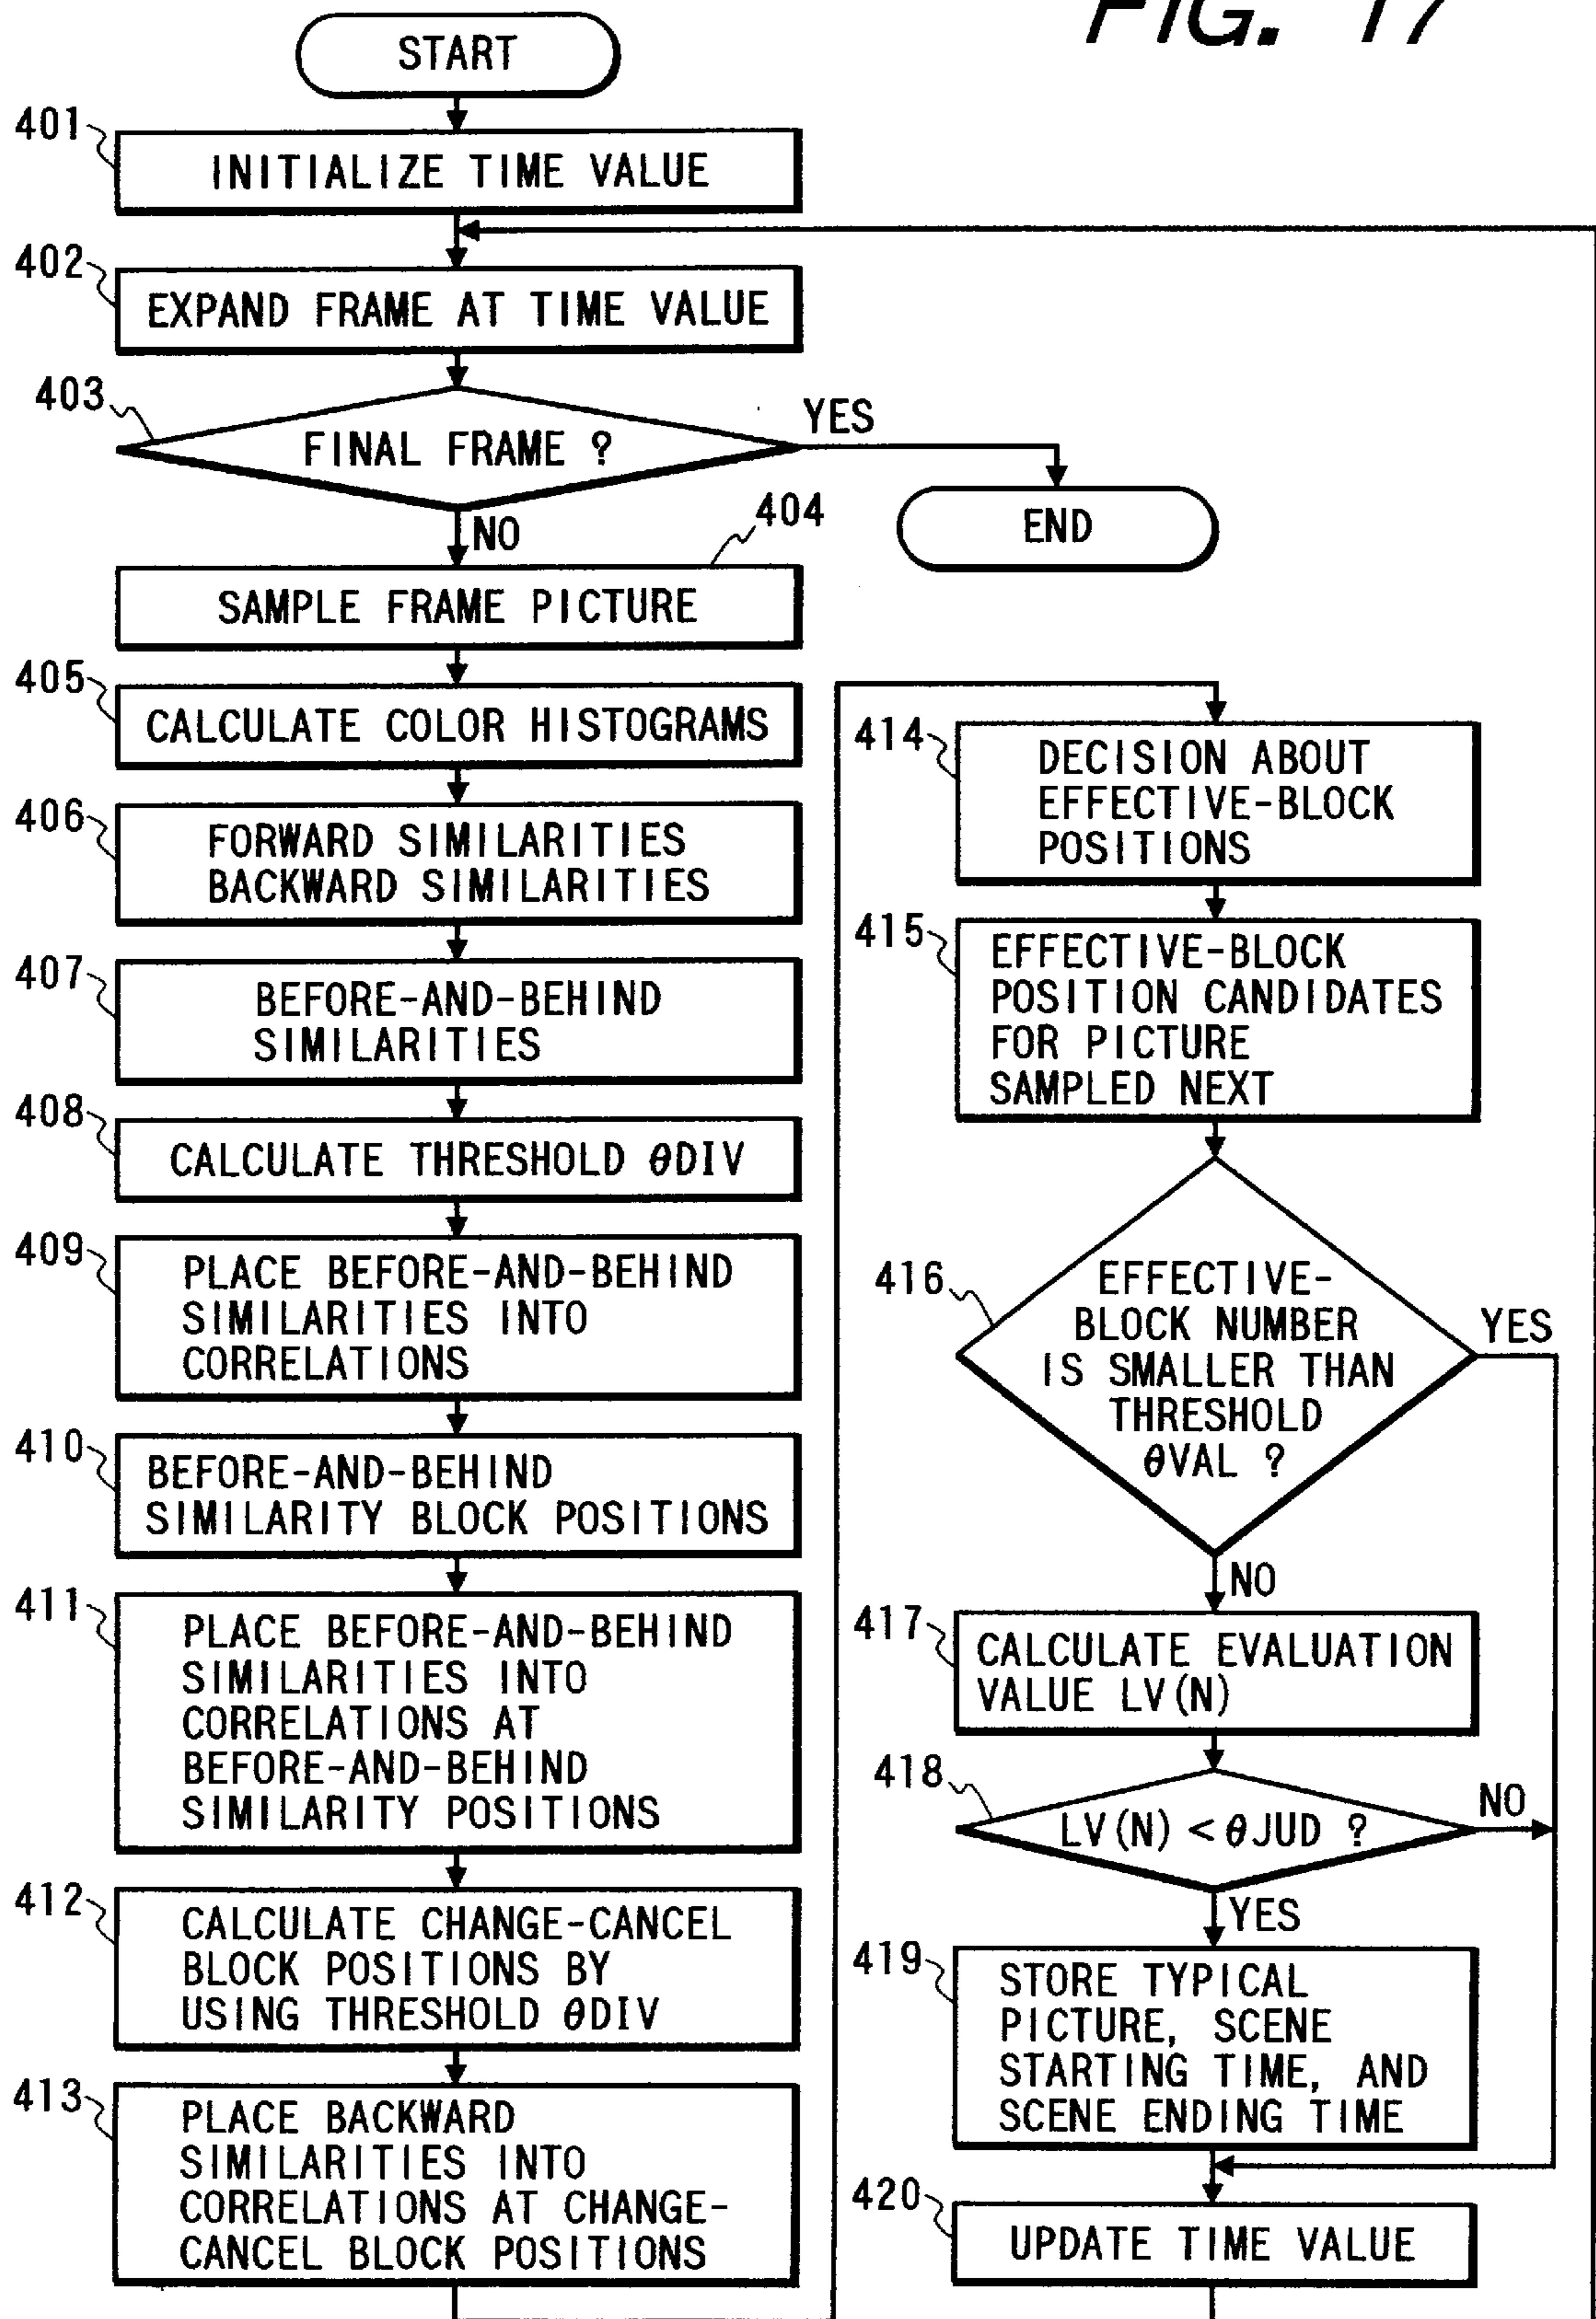 FIG. 17
START
401
INITIALIZE TIME VALUE
402
EXPAND FRAME AT TIME VALUE
403
FINAL FRAME ?
YES
END
NO
404
SAMPLE FRAME PICTURE
405
CALCULATE COLOR HISTOGRAMS
406
FORWARD SIMILARITIES
BACKWARD SIMILARITIES
407
BEFORE-AND-BEHIND
SIMILARITIES
408
CALCULATE THRESHOLD θDIV
409
PLACE BEFORE-AND-BEHIND
SIMILARITIES INTO
CORRELATIONS
410
BEFORE-AND-BEHIND
SIMILARITY BLOCK POSITIONS
411
PLACE BEFORE-AND-BEHIND
SIMILARITIES INTO
CORRELATIONS AT
BEFORE-AND-BEHIND
SIMILARITY POSITIONS
412
CALCULATE CHANGE-CANCEL
BLOCK POSITIONS BY
USING THRESHOLD θDIV
413
PLACE BACKWARD
SIMILARITIES INTO
CORRELATIONS AT CHANGE-
CANCEL BLOCK POSITIONS
414
DECISION ABOUT
EFFECTIVE-BLOCK
POSITIONS
415
EFFECTIVE-BLOCK
POSITION CANDIDATES
FOR PICTURE
SAMPLED NEXT
416
EFFECTIVE-
BLOCK NUMBER
IS SMALLER THAN
THRESHOLD
θVAL ?
YES
NO
417
CALCULATE EVALUATION
VALUE LV(N)
418
LV(N) < θJUD ?
NO
YES
419
STORE TYPICAL
PICTURE, SCENE
STARTING TIME, AND
SCENE ENDING TIME
420
UPDATE TIME VALUE